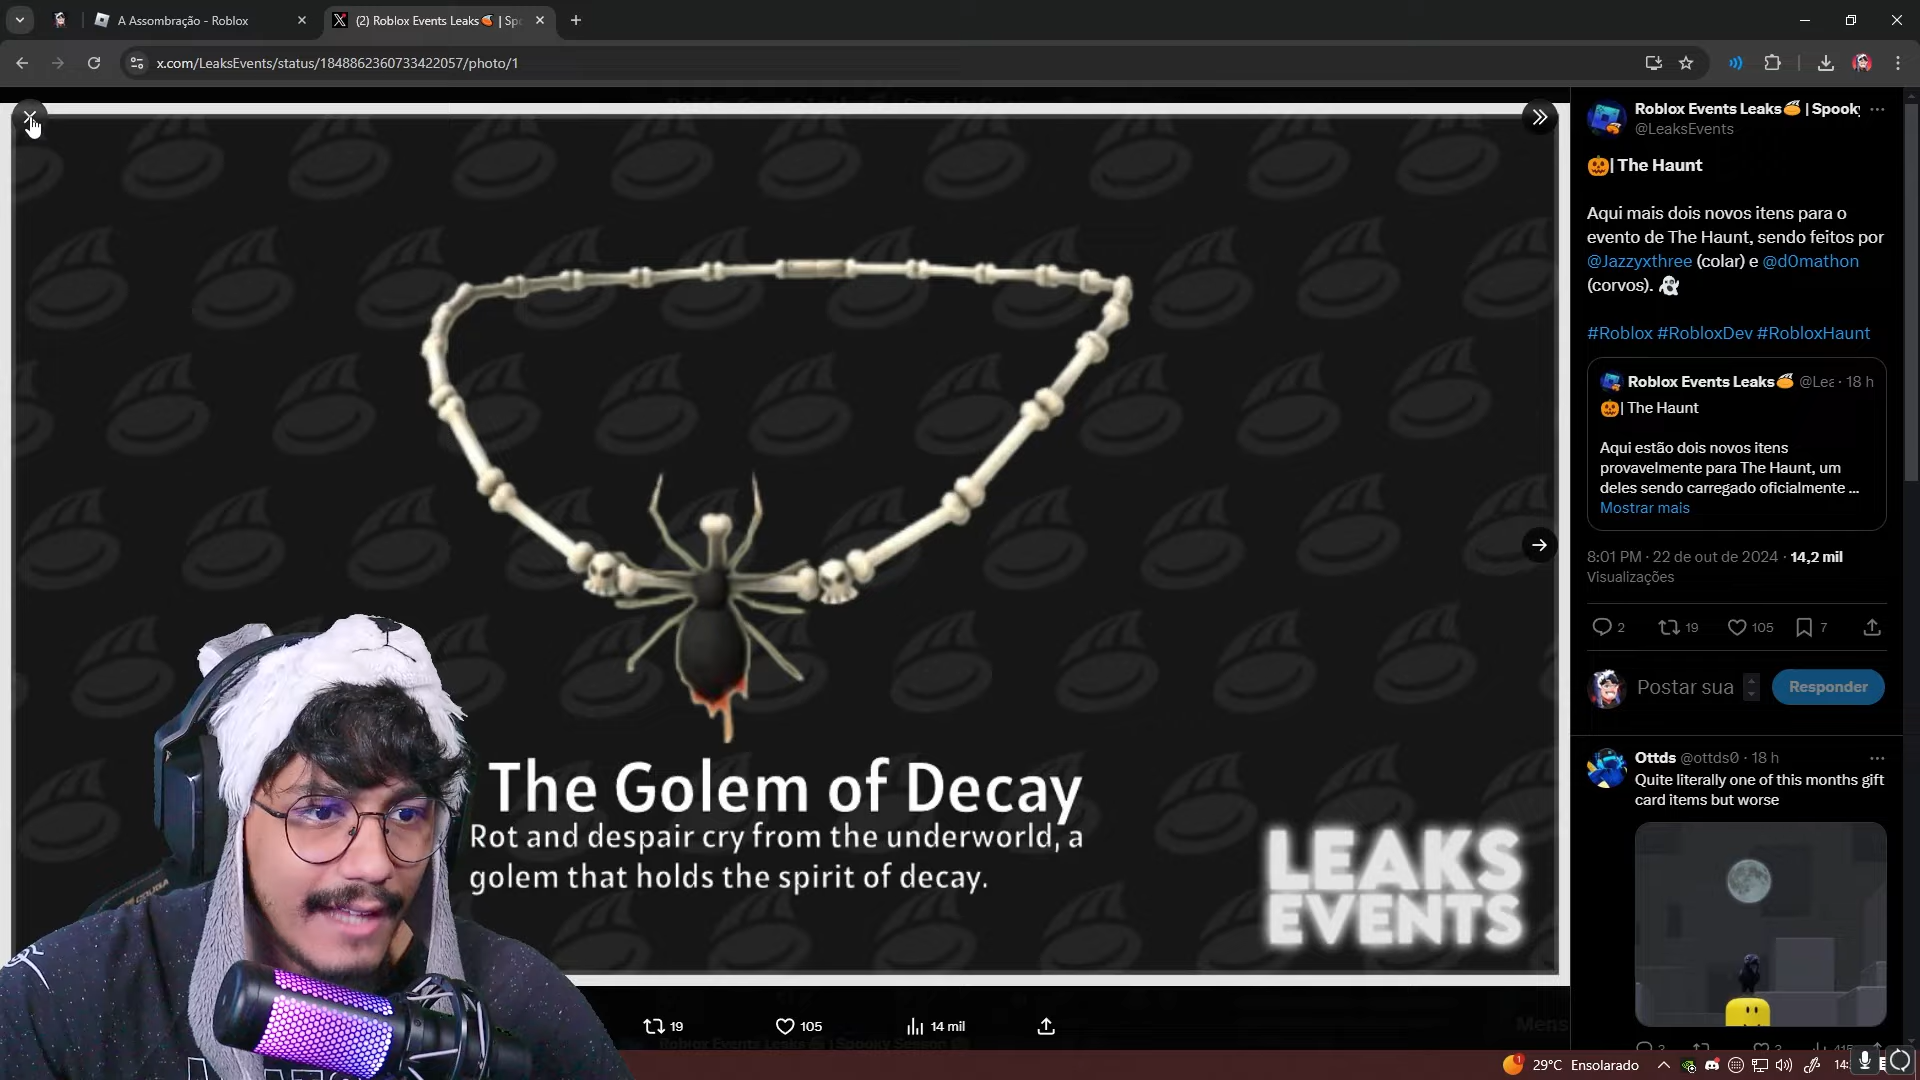 A Assombração - Roblox
(2) Roblox Events Leaks | Sp
x.com/LeaksEvents/status/1848862360733422057/photo/1
The Golem of Decay
Rot and despair cry from the underworld, a
golem that holds the spirit of decay.
LEAKS
EVENTS
19
105
14 mil
Roblox Events Leaks | Spooky
@LeaksEvents
🎃| The Haunt
Aqui mais dois novos itens para o
evento de The Haunt, sendo feitos por
@Jazzyxthree (colar) e @d0mathon
(corvos). 👻
#Roblox #RobloxDev #RobloxHaunt
Roblox Events Leaks @Lea · 18 h
🎃| The Haunt
Aqui estão dois novos itens
provavelmente para The Haunt, um
deles sendo carregado oficialmente ...
Mostrar mais
8:01 PM · 22 de out de 2024 · 14,2 mil
Visualizações
2
19
105
7
Postar sua
Responder
Ottds @ottds0 · 18 h
Quite literally one of this months gift
card items but worse
29°C Ensolarado